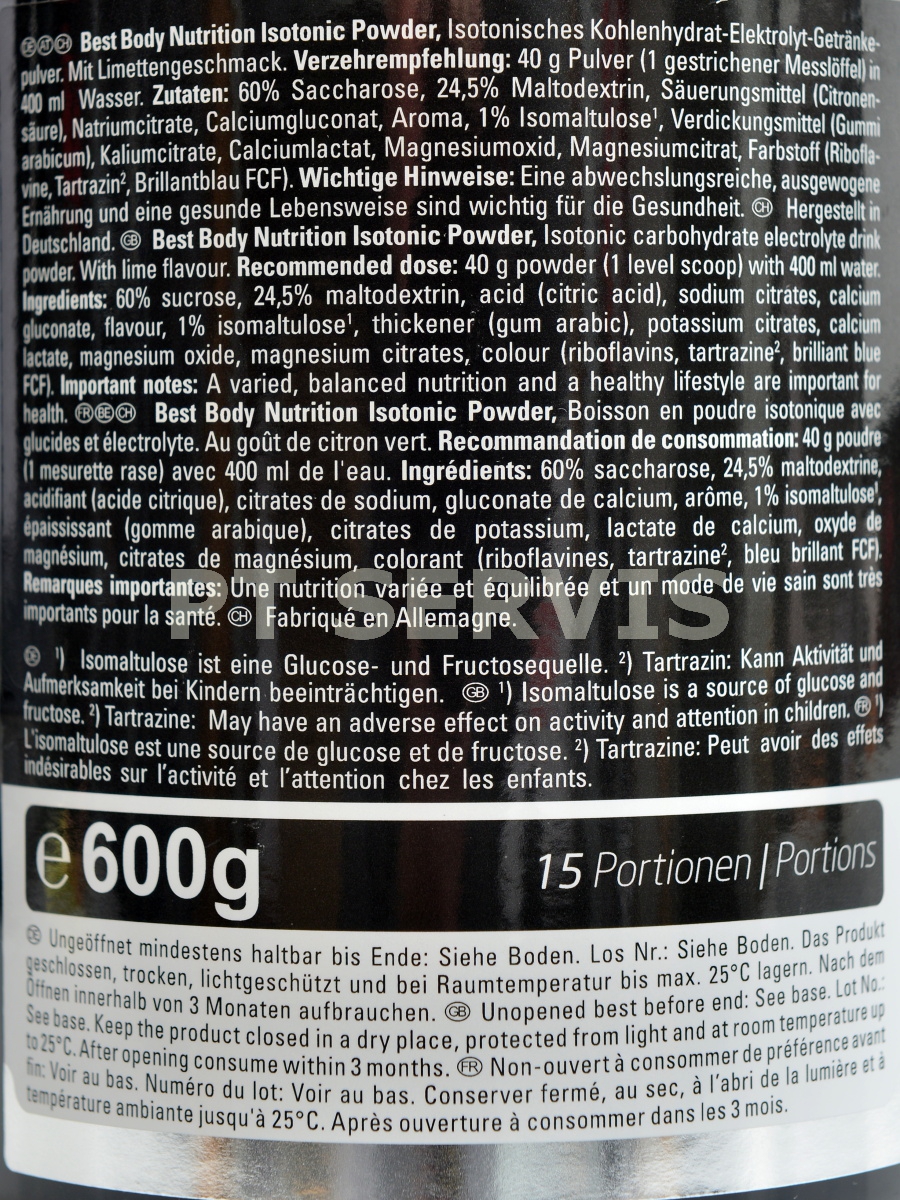 DE AT CH Best Body Nutrition Isotonic Powder, Isotonisches Kohlenhydrat-Elektrolyt-Getränke-
pulver. Mit Limettengeschmack. Verzehrempfehlung: 40 g Pulver (1 gestrichener Messlöffel) in
400 ml Wasser. Zutaten: 60% Saccharose, 24,5% Maltodextrin, Säuerungsmittel (Citronen-
säure), Natriumcitrate, Calciumgluconat, Aroma, 1% Isomaltulose¹, Verdickungsmittel (Gummi
arabicum), Kaliumcitrate, Calciumlactat, Magnesiumoxid, Magnesiumcitrat, Farbstoff (Ribofla-
vine, Tartrazin², Brillantblau FCF). Wichtige Hinweise: Eine abwechslungsreiche, ausgewogene
Ernährung und eine gesunde Lebensweise sind wichtig für die Gesundheit. CH Hergestellt in
Deutschland. GB Best Body Nutrition Isotonic Powder, Isotonic carbohydrate electrolyte drink
powder. With lime flavour. Recommended dose: 40 g powder (1 level scoop) with 400 ml water.
Ingredients: 60% sucrose, 24,5% maltodextrin, acid (citric acid), sodium citrates, calcium
gluconate, flavour, 1% isomaltulose¹, thickener (gum arabic), potassium citrates, calcium
lactate, magnesium oxide, magnesium citrates, colour (riboflavins, tartrazine², brilliant blue
FCF). Important notes: A varied, balanced nutrition and a healthy lifestyle are important for
health. FR BE CH Best Body Nutrition Isotonic Powder, Boisson en poudre isotonique avec
glucides et électrolyte. Au goût de citron vert. Recommandation de consommation: 40 g poudre
(1 mesurette rase) avec 400 ml de l'eau. Ingrédients: 60% saccharose, 24,5% maltodextrine,
acidifiant (acide citrique), citrates de sodium, gluconate de calcium, arôme, 1% isomaltulose¹,
épaississant (gomme arabique), citrates de potassium, lactate de calcium, oxyde de
magnésium, citrates de magnésium, colorant (riboflavines, tartrazine², bleu brillant FCF).
Remarques importantes: Une nutrition variée et équilibrée et un mode de vie sain sont très
importants pour la santé. CH Fabriqué en Allemagne.
PT SERVIS
DE ¹) Isomaltulose ist eine Glucose- und Fructosequelle. ²) Tartrazin: Kann Aktivität und
Aufmerksamkeit bei Kindern beeinträchtigen. GB ¹) Isomaltulose is a source of glucose and
fructose. ²) Tartrazine: May have an adverse effect on activity and attention in children. FR ¹)
L'isomaltulose est une source de glucose et de fructose. ²) Tartrazine: Peut avoir des effets
indésirables sur l'activité et l'attention chez les enfants.
e 600g
15 Portionen | Portions
DE Ungeöffnet mindestens haltbar bis Ende: Siehe Boden. Los Nr.: Siehe Boden. Das Produkt
geschlossen, trocken, lichtgeschützt und bei Raumtemperatur bis max. 25°C lagern. Nach dem
Öffnen innerhalb von 3 Monaten aufbrauchen. GB Unopened best before end: See base. Lot No.:
See base. Keep the product closed in a dry place, protected from light and at room temperature up
to 25°C. After opening consume within 3 months. FR Non-ouvert à consommer de préférence avant
fin: Voir au bas. Numéro du lot: Voir au bas. Conserver fermé, au sec, à l'abri de la lumière et à
température ambiante jusqu'à 25°C. Après ouverture à consommer dans les 3 mois.